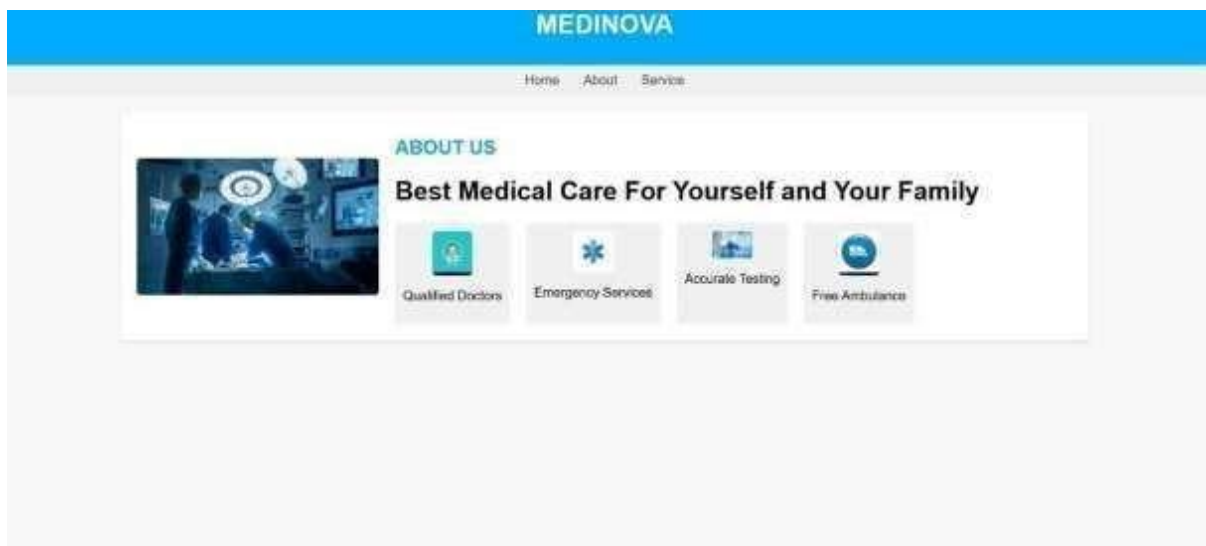 MEDINOVA
Home About Service
ABOUT US
Best Medical Care For Yourself and Your Family
Qualified Doctors Emergency Services Accurate Testing Free Ambulance